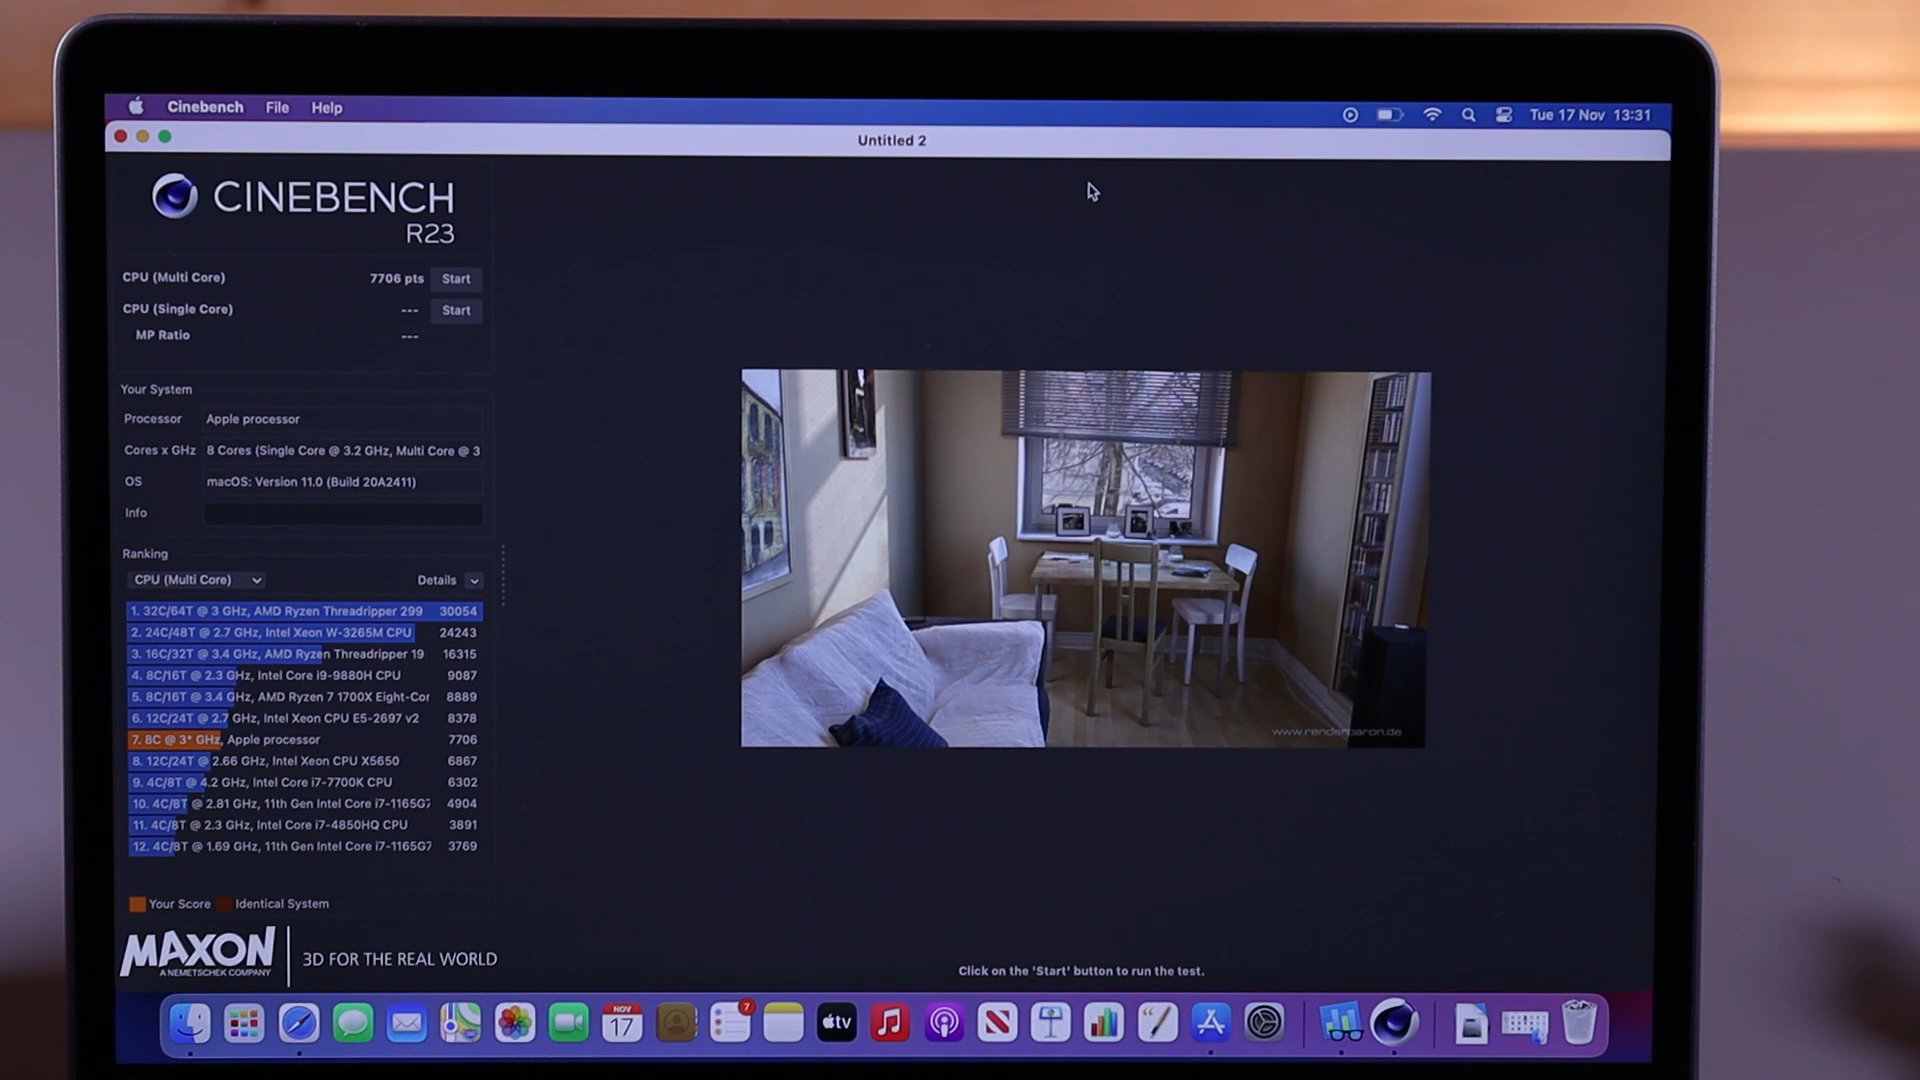 Cinebench File Help
Tue 17 Nov 13:31
Untitled 2
CINEBENCH
R23
CPU (Multi Core) 7706 pts Start
CPU (Single Core) --- Start
MP Ratio ---
Your System
Processor Apple processor
Cores x GHz 8 Cores (Single Core @ 3.2 GHz, Multi Core @ 3
OS macOS: Version 11.0 (Build 20A2411)
Info
Ranking
CPU (Multi Core) Details
1. 32C/64T @ 3 GHz, AMD Ryzen Threadripper 299 30054
2. 24C/48T @ 2.7 GHz, Intel Xeon W-3265M CPU 24243
3. 16C/32T @ 3.4 GHz, AMD Ryzen Threadripper 19 16315
4. 8C/16T @ 2.3 GHz, Intel Core i9-9880H CPU 9087
5. 8C/16T @ 3.4 GHz, AMD Ryzen 7 1700X Eight-Cor 8889
6. 12C/24T @ 2.7 GHz, Intel Xeon CPU E5-2697 v2 8378
7. 8C @ 3* GHz, Apple processor 7706
8. 12C/24T @ 2.66 GHz, Intel Xeon CPU X5650 6867
9. 4C/8T @ 4.2 GHz, Intel Core i7-7700K CPU 6302
10. 4C/8T @ 2.81 GHz, 11th Gen Intel Core i7-1165G7 4904
11. 4C/8T @ 2.3 GHz, Intel Core i7-4850HQ CPU 3891
12. 4C/8T @ 1.69 GHz, 11th Gen Intel Core i7-1165G7 3769
Your Score Identical System
MAXON
A NEMETSCHEK COMPANY
3D FOR THE REAL WORLD
www.renderbaron.de
Click on the 'Start' button to run the test.
NOV
17
7
tv